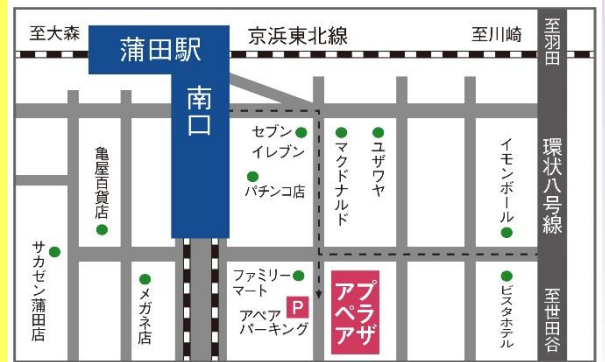 至大森
蒲田駅
京浜東北線
至川崎
至羽田
南口
セブン
イレブン
パチンコ店
マクドナルド
ユザワヤ
イモンボール
環状八号線
亀屋百貨店
サカゼン蒲田店
メガネ店
ファミリー
マート
P
アペア
パーキング
プラザ
アペア
ビスタホテル
至世田谷